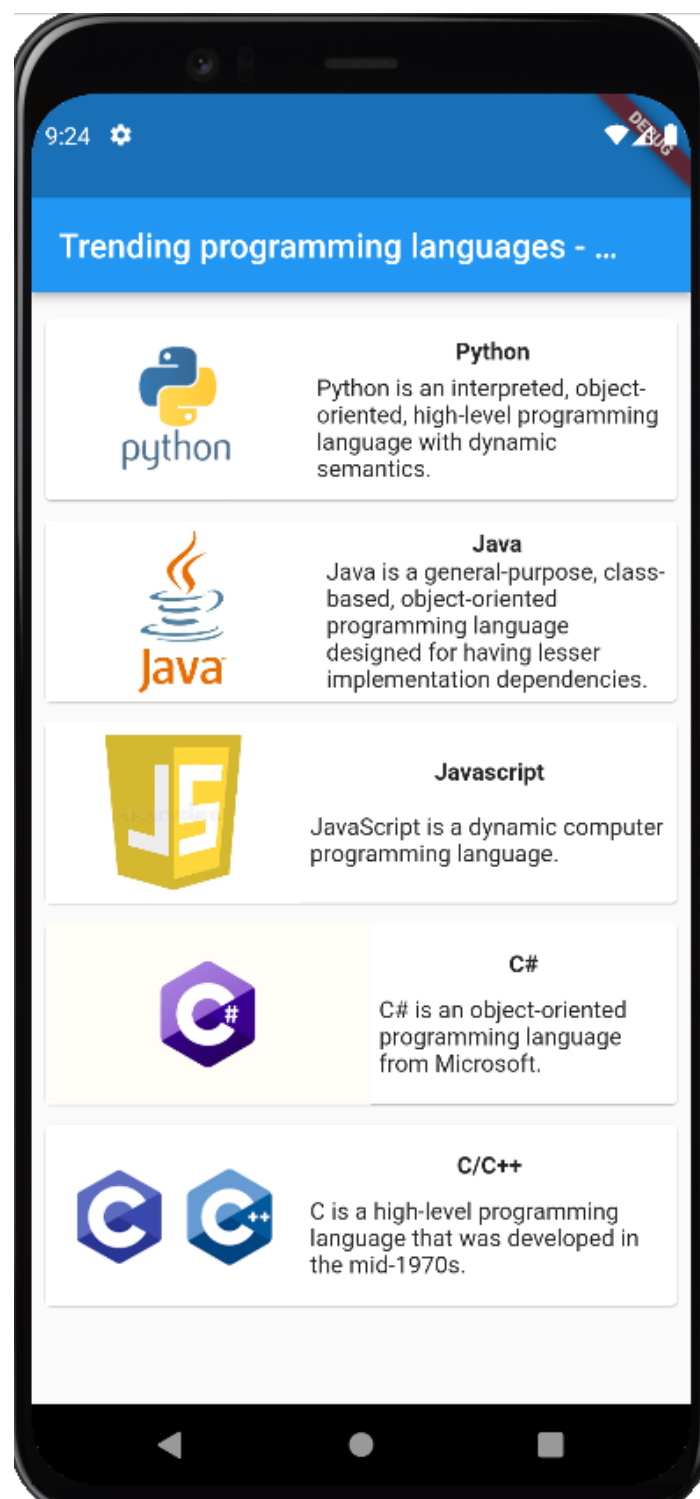 9:24
DEBUG
Trending programming languages - ...
Python
Python is an interpreted, object-
oriented, high-level programming
language with dynamic
semantics.
python
Java
Java is a general-purpose, class-
based, object-oriented
programming language
designed for having lesser
implementation dependencies.
Java
JS
Javascript
JavaScript is a dynamic computer
programming language.
C#
C#
C# is an object-oriented
programming language
from Microsoft.
C C++
C/C++
C is a high-level programming
language that was developed in
the mid-1970s.